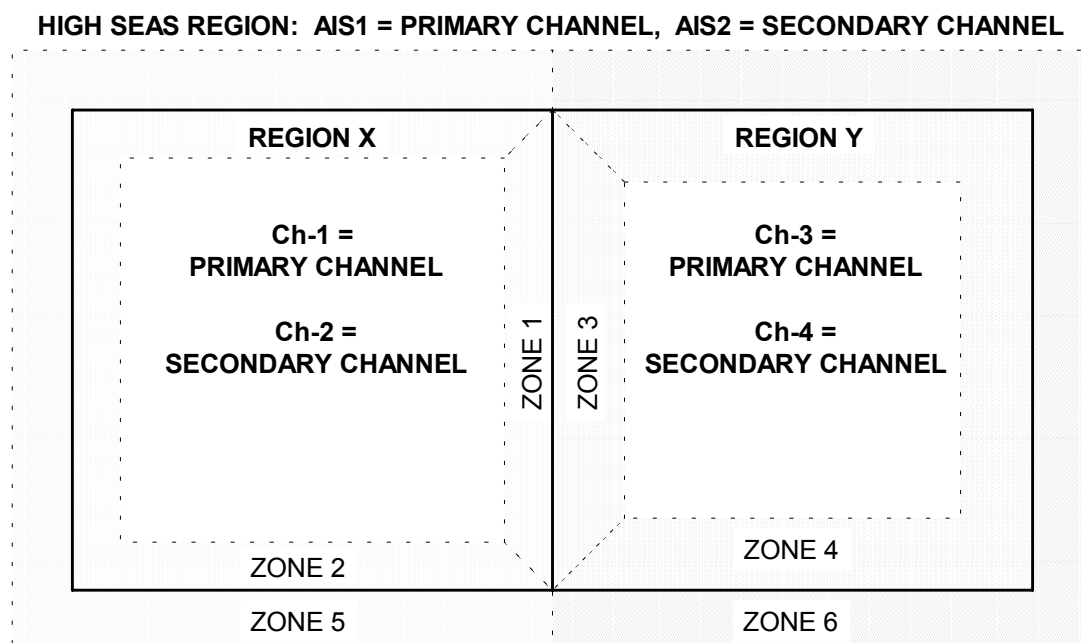 HIGH SEAS REGION: AIS1 = PRIMARY CHANNEL, AIS2 = SECONDARY CHANNEL
REGION X
Ch-1 =
PRIMARY CHANNEL
Ch-2 =
SECONDARY CHANNEL
ZONE 1
ZONE 2
ZONE 5
REGION Y
Ch-3 =
PRIMARY CHANNEL
Ch-4 =
SECONDARY CHANNEL
ZONE 3
ZONE 4
ZONE 6